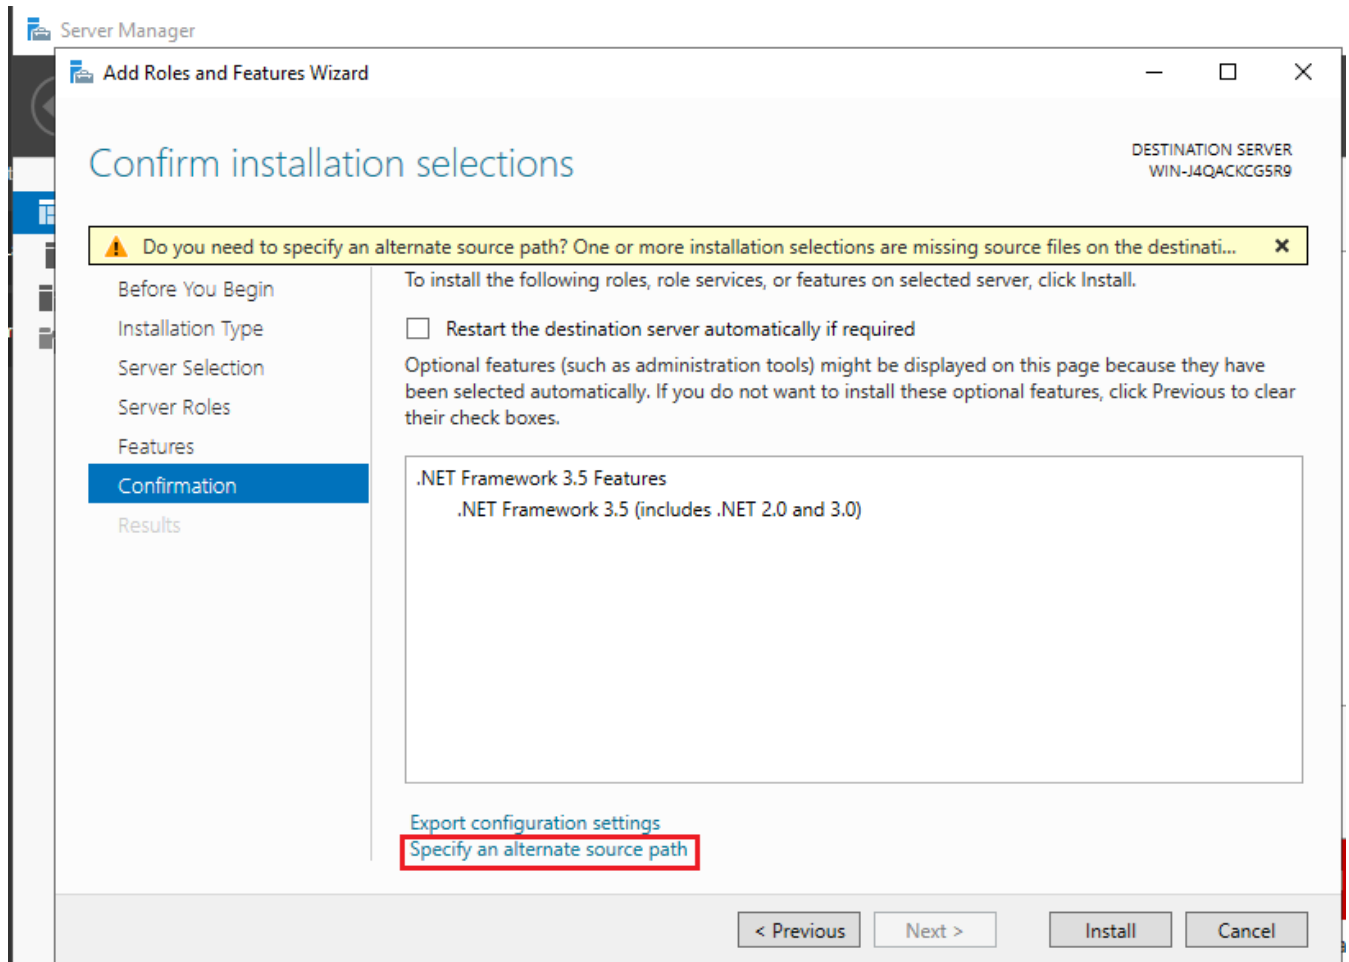 Server Manager
Add Roles and Features Wizard
Confirm installation selections
DESTINATION SERVER
WIN-J4QACKCG5R9
Do you need to specify an alternate source path? One or more installation selections are missing source files on the destinati...
Before You Begin
Installation Type
Server Selection
Server Roles
Features
Confirmation
Results
To install the following roles, role services, or features on selected server, click Install.
Restart the destination server automatically if required
Optional features (such as administration tools) might be displayed on this page because they have
been selected automatically. If you do not want to install these optional features, click Previous to clear
their check boxes.
.NET Framework 3.5 Features
.NET Framework 3.5 (includes .NET 2.0 and 3.0)
Export configuration settings
Specify an alternate source path
< Previous
Next >
Install
Cancel